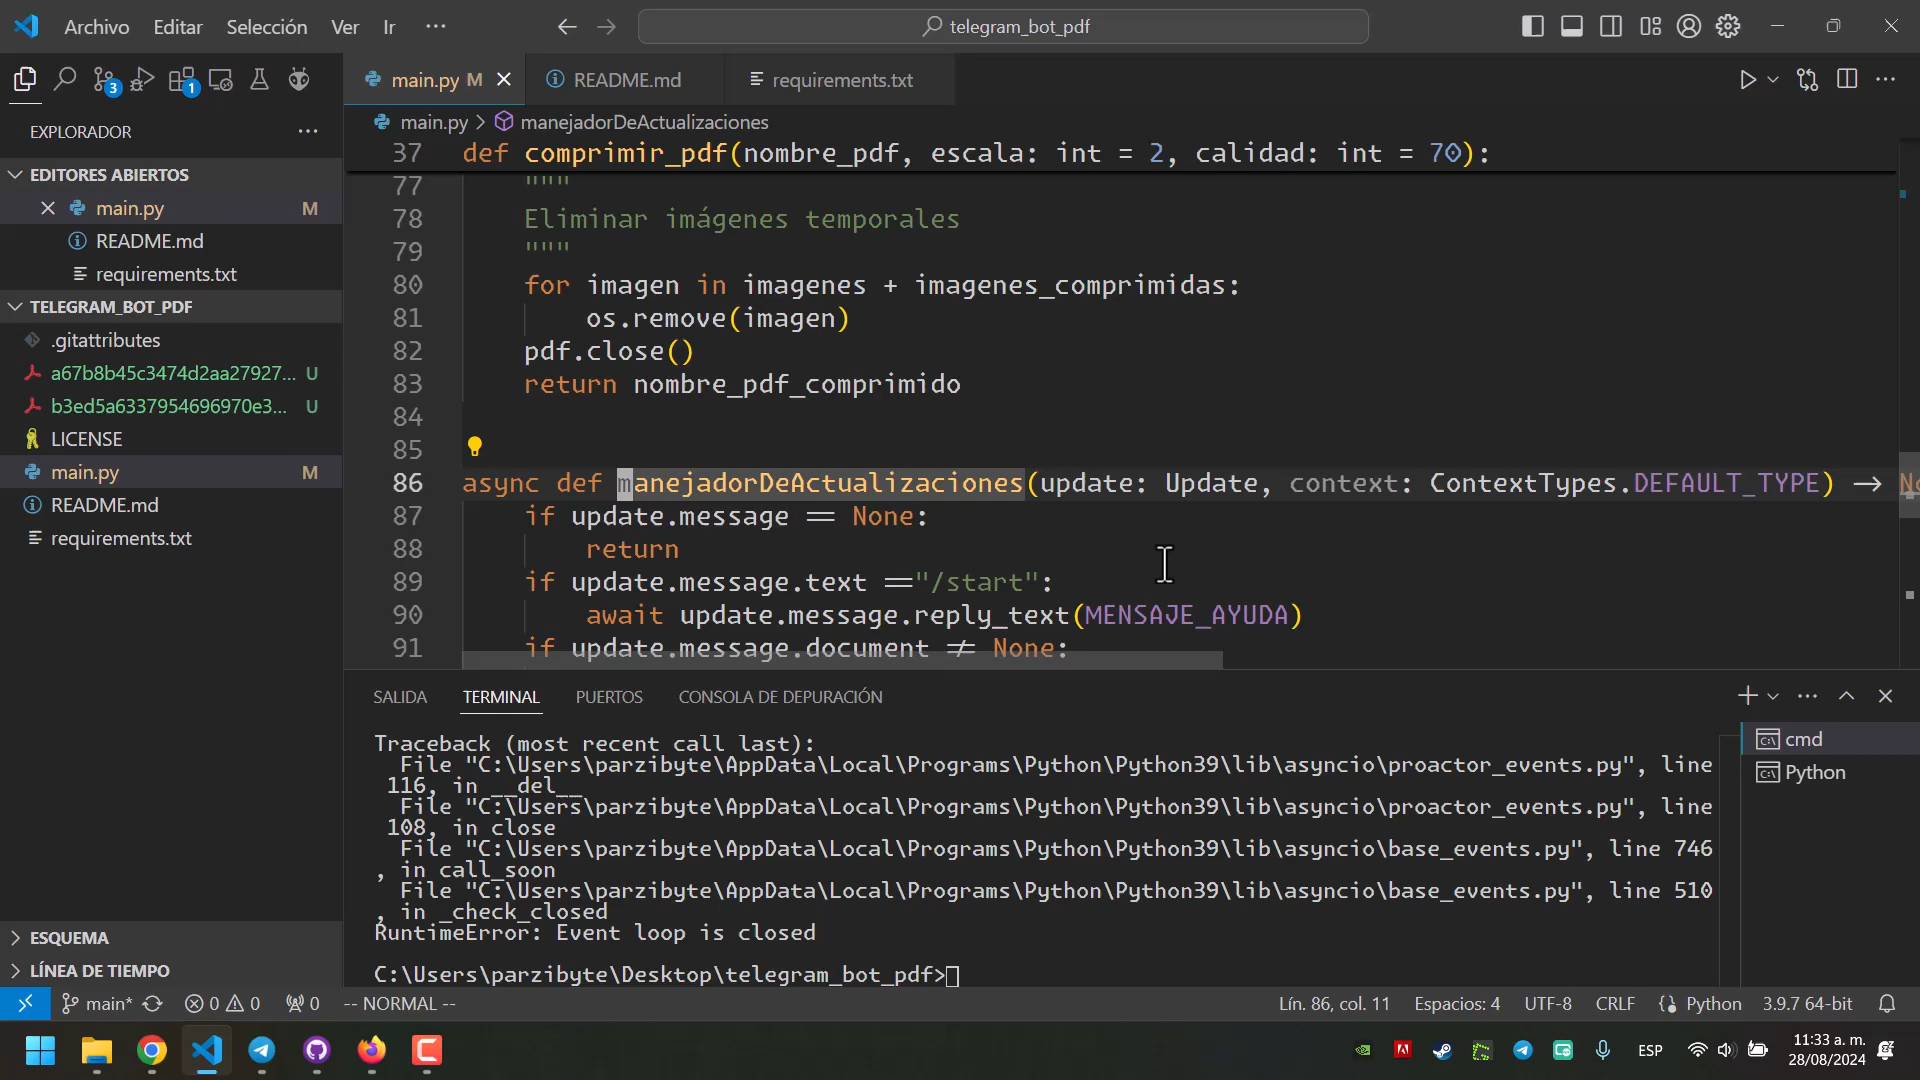 Archivo Editar Selección Ver Ir ··· telegram_bot_pdf
3 1
main.py M README.md requirements.txt
EXPLORADOR ···
main.py > manejadorDeActualizaciones
EDITORES ABIERTOS
main.py M
README.md
requirements.txt
TELEGRAM_BOT_PDF
.gitattributes
a67b8b45c3474d2aa27927... U
b3ed5a6337954696970e3... U
LICENSE
main.py M
README.md
requirements.txt
ESQUEMA
LÍNEA DE TIEMPO
37 def comprimir_pdf(nombre_pdf, escala: int = 2, calidad: int = 70):
77 """
78 Eliminar imágenes temporales
79 """
80 for imagen in imagenes + imagenes_comprimidas:
81 os.remove(imagen)
82 pdf.close()
83 return nombre_pdf_comprimido
84
85
86 async def manejadorDeActualizaciones(update: Update, context: ContextTypes.DEFAULT_TYPE) -> No
87 if update.message == None:
88 return
89 if update.message.text =="/start":
90 await update.message.reply_text(MENSAJE_AYUDA)
91 if update.message.document != None:
SALIDA TERMINAL PUERTOS CONSOLA DE DEPURACIÓN
Traceback (most recent call last):
File "C:\Users\parzibyte\AppData\Local\Programs\Python\Python39\lib\asyncio\proactor_events.py", line
116, in __del__
File "C:\Users\parzibyte\AppData\Local\Programs\Python\Python39\lib\asyncio\proactor_events.py", line
108, in close
File "C:\Users\parzibyte\AppData\Local\Programs\Python\Python39\lib\asyncio\base_events.py", line 746
, in call_soon
File "C:\Users\parzibyte\AppData\Local\Programs\Python\Python39\lib\asyncio\base_events.py", line 510
, in _check_closed
RuntimeError: Event loop is closed
C:\Users\parzibyte\Desktop\telegram_bot_pdf>
cmd
Python
main* 0 0 0 -- NORMAL -- Lín. 86, col. 11 Espacios: 4 UTF-8 CRLF Python 3.9.7 64-bit
ESP 11:33 a. m.
28/08/2024